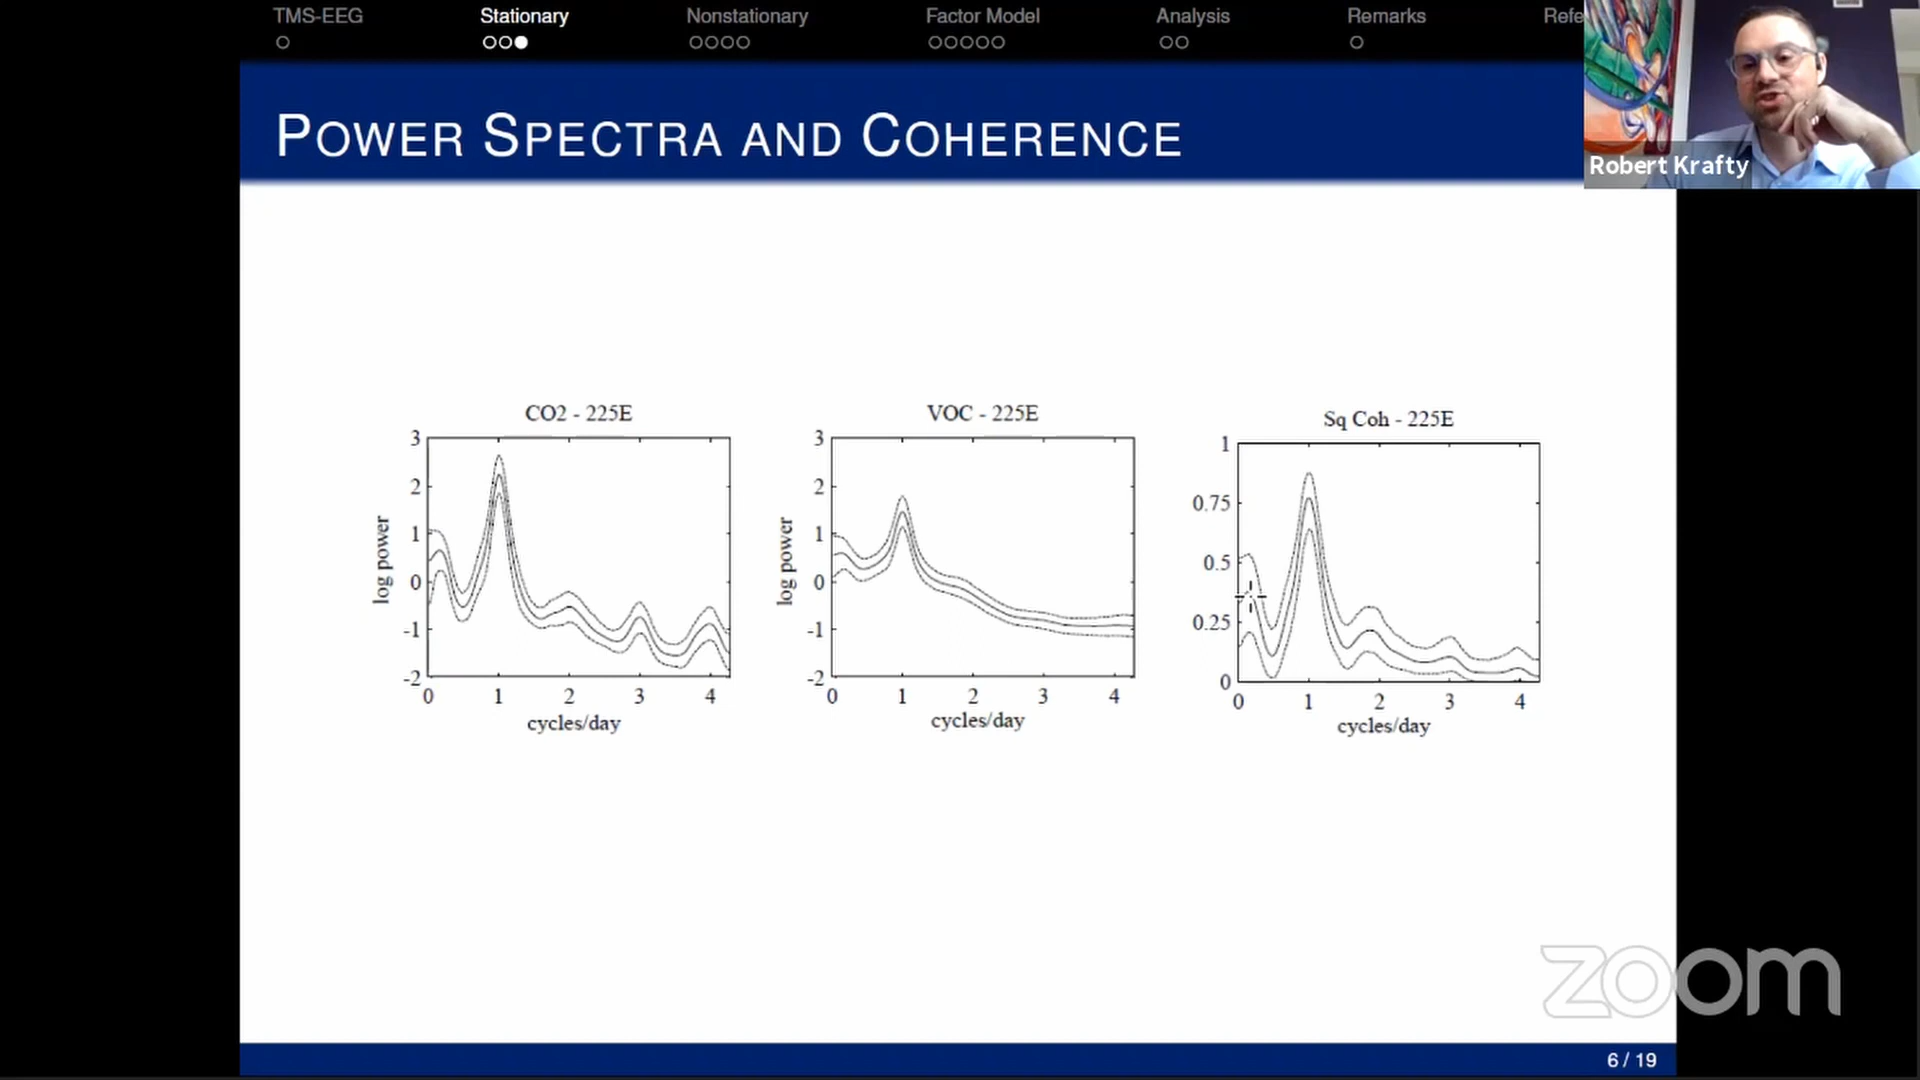 TMS-EEG Stationary Nonstationary Factor Model Analysis Remarks Refe
Robert Krafty
POWER SPECTRA AND COHERENCE
CO2 - 225E
3
2
1
0
-1
-2
log power
0 1 2 3 4
cycles/day
VOC - 225E
3
2
1
0
-1
-2
log power
0 1 2 3 4
cycles/day
Sq Coh - 225E
1
0.75
0.5
0.25
0
0 1 2 3 4
cycles/day
zoom
6 / 19